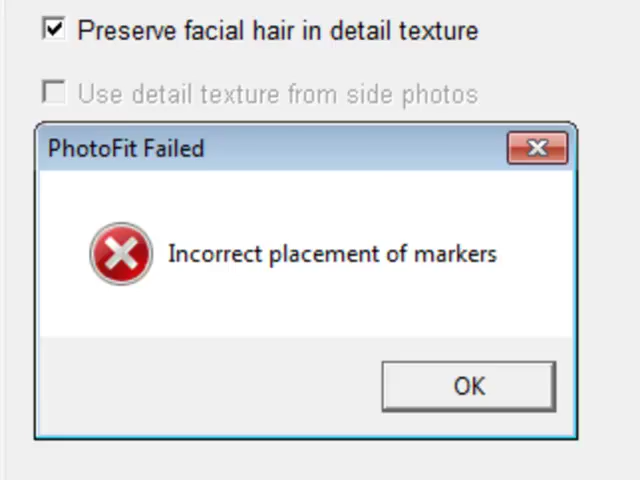 Preserve facial hair in detail texture
Use detail texture from side photos
PhotoFit Failed
Incorrect placement of markers
OK